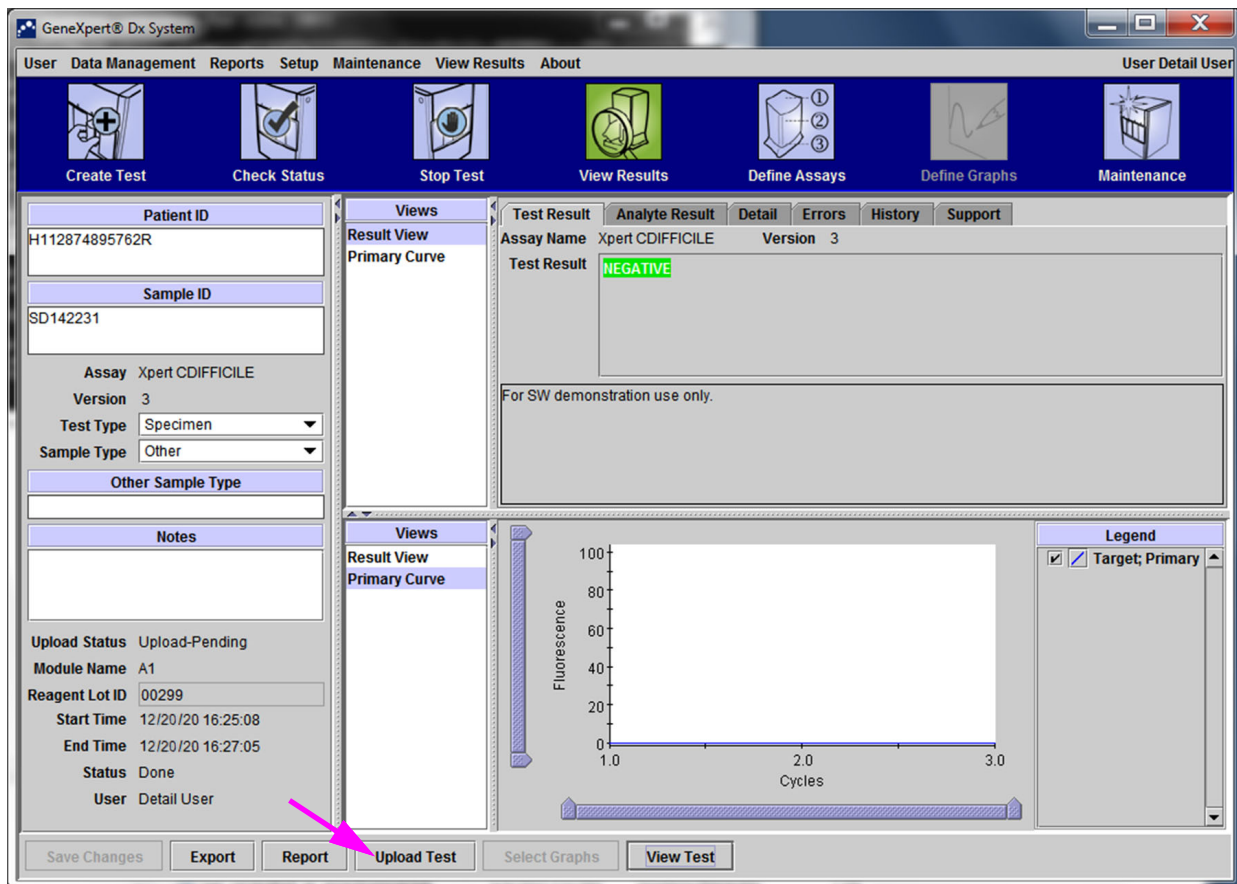 GeneXpert® Dx System
User Data Management Reports Setup Maintenance View Results About User Detail User
① ② ③
Create Test Check Status Stop Test View Results Define Assays Define Graphs Maintenance
Patient ID
H112874895762R
Sample ID
SD142231
Assay Xpert CDIFFICILE
Version 3
Test Type Specimen
Sample Type Other
Other Sample Type
Notes
Upload Status Upload-Pending
Module Name A1
Reagent Lot ID 00299
Start Time 12/20/20 16:25:08
End Time 12/20/20 16:27:05
Status Done
User Detail User
Views
Result View
Primary Curve
Test Result Analyte Result Detail Errors History Support
Assay Name Xpert CDIFFICILE Version 3
Test Result NEGATIVE
For SW demonstration use only.
Views
Result View
Primary Curve
Fluorescence
100
80
60
40
20
0
1.0 2.0 3.0
Cycles
Legend
Target; Primary
Save Changes Export Report Upload Test Select Graphs View Test